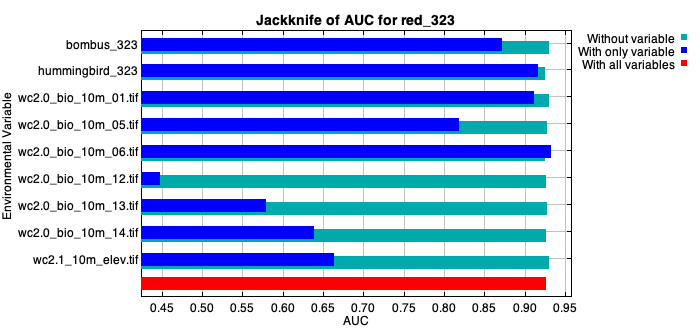 Jackknife of AUC for red_323
Without variable
With only variable
With all variables
Environmental Variable
bombus_323
hummingbird_323
wc2.0_bio_10m_01.tif
wc2.0_bio_10m_05.tif
wc2.0_bio_10m_06.tif
wc2.0_bio_10m_12.tif
wc2.0_bio_10m_13.tif
wc2.0_bio_10m_14.tif
wc2.1_10m_elev.tif
0.45 0.50 0.55 0.60 0.65 0.70 0.75 0.80 0.85 0.90 0.95
AUC